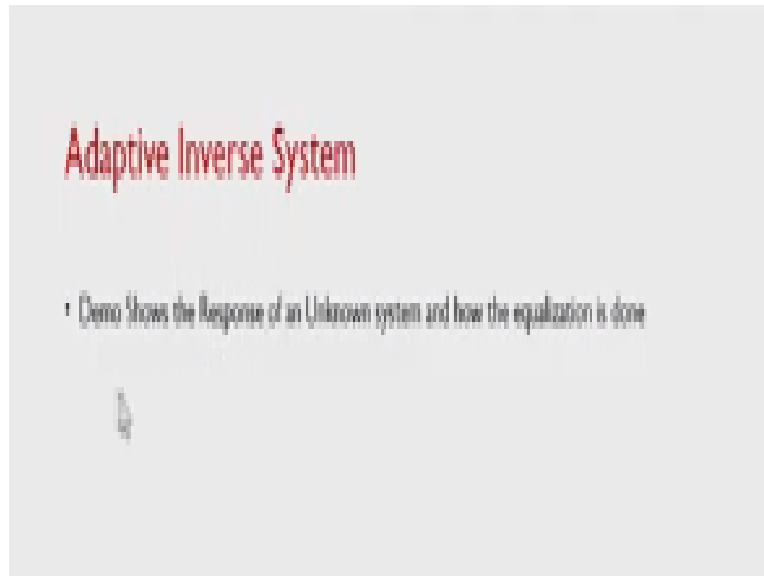 Adaptive Inverse System
• Demo Shows the Response of an Unknown system and how the equalization is done